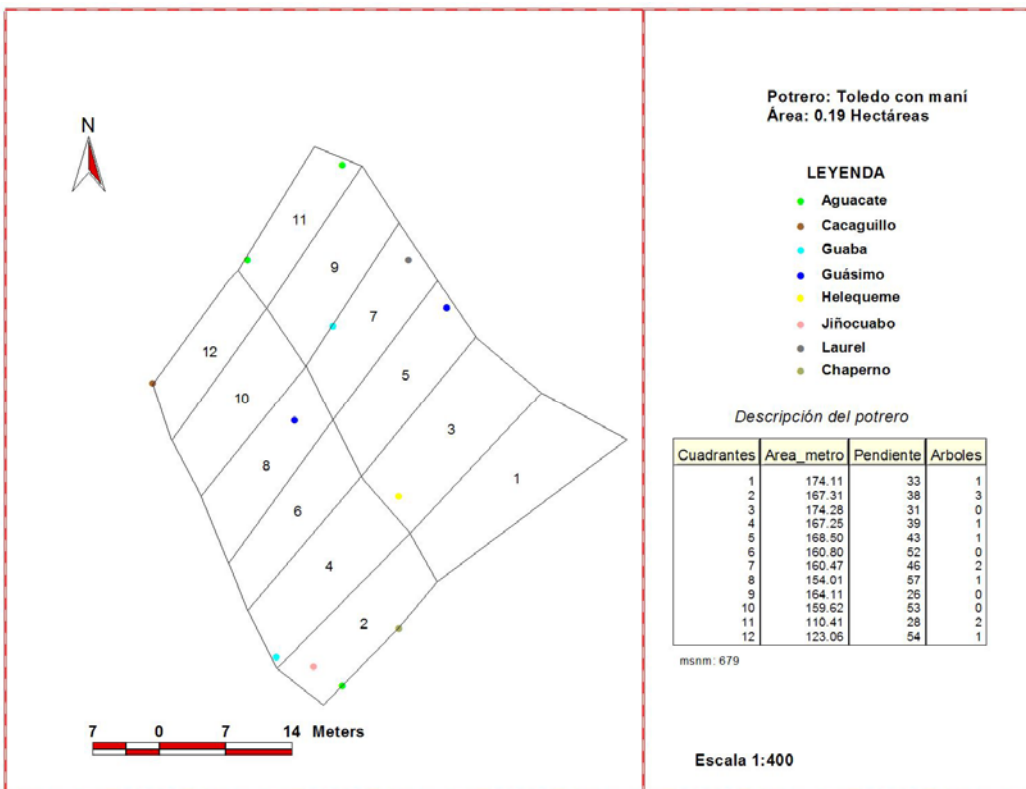 N
11
9
7
12
5
10
3
8
1
6
4
2
7 0 7 14 Meters
Potrero: Toledo con maní
Área: 0.19 Hectáreas
LEYENDA
Aguacate
Cacaguillo
Guaba
Guásimo
Helequeme
Jiñocuabo
Laurel
Chaperno
Descripción del potrero
Cuadrantes Area_metro Pendiente Arboles
1 174.11 33 1
2 167.31 38 3
3 174.28 31 0
4 167.25 39 1
5 168.50 43 1
6 160.80 52 0
7 160.47 46 2
8 154.01 57 1
9 164.11 26 0
10 159.62 53 0
11 110.41 28 2
12 123.06 54 1
msnm: 679
Escala 1:400